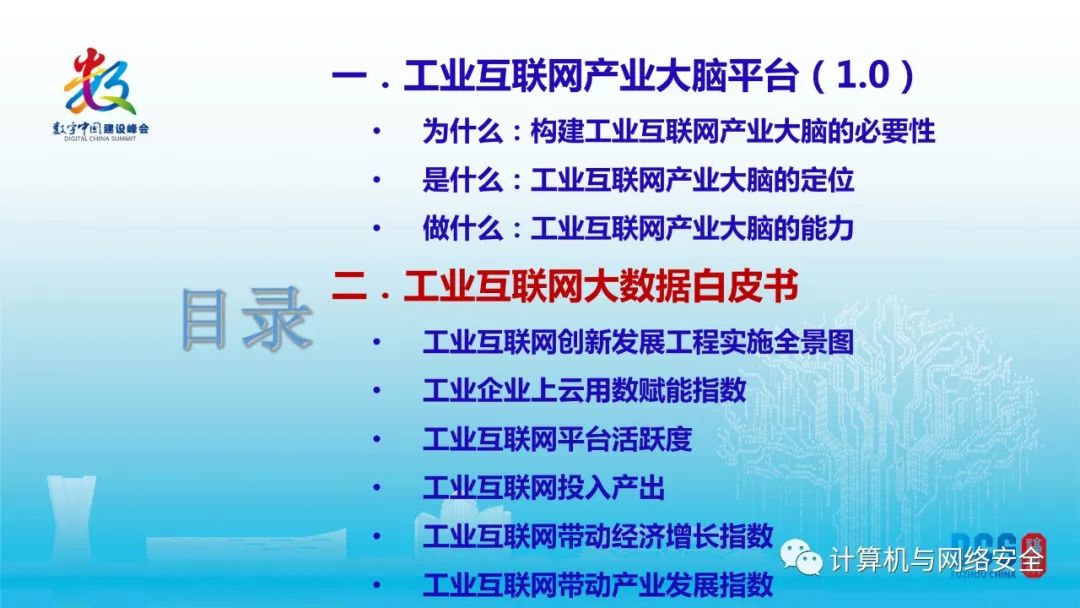 数字中国建设峰会
DIGITAL CHINA SUMMIT
目录
一．工业互联网产业大脑平台（1.0）
• 为什么：构建工业互联网产业大脑的必要性
• 是什么：工业互联网产业大脑的定位
• 做什么：工业互联网产业大脑的能力
二．工业互联网大数据白皮书
• 工业互联网创新发展工程实施全景图
• 工业企业上云用数赋能指数
• 工业互联网平台活跃度
• 工业互联网投入产出
• 工业互联网带动经济增长指数
• 工业互联网带动产业发展指数
计算机与网络安全
FUZHOU CHINA